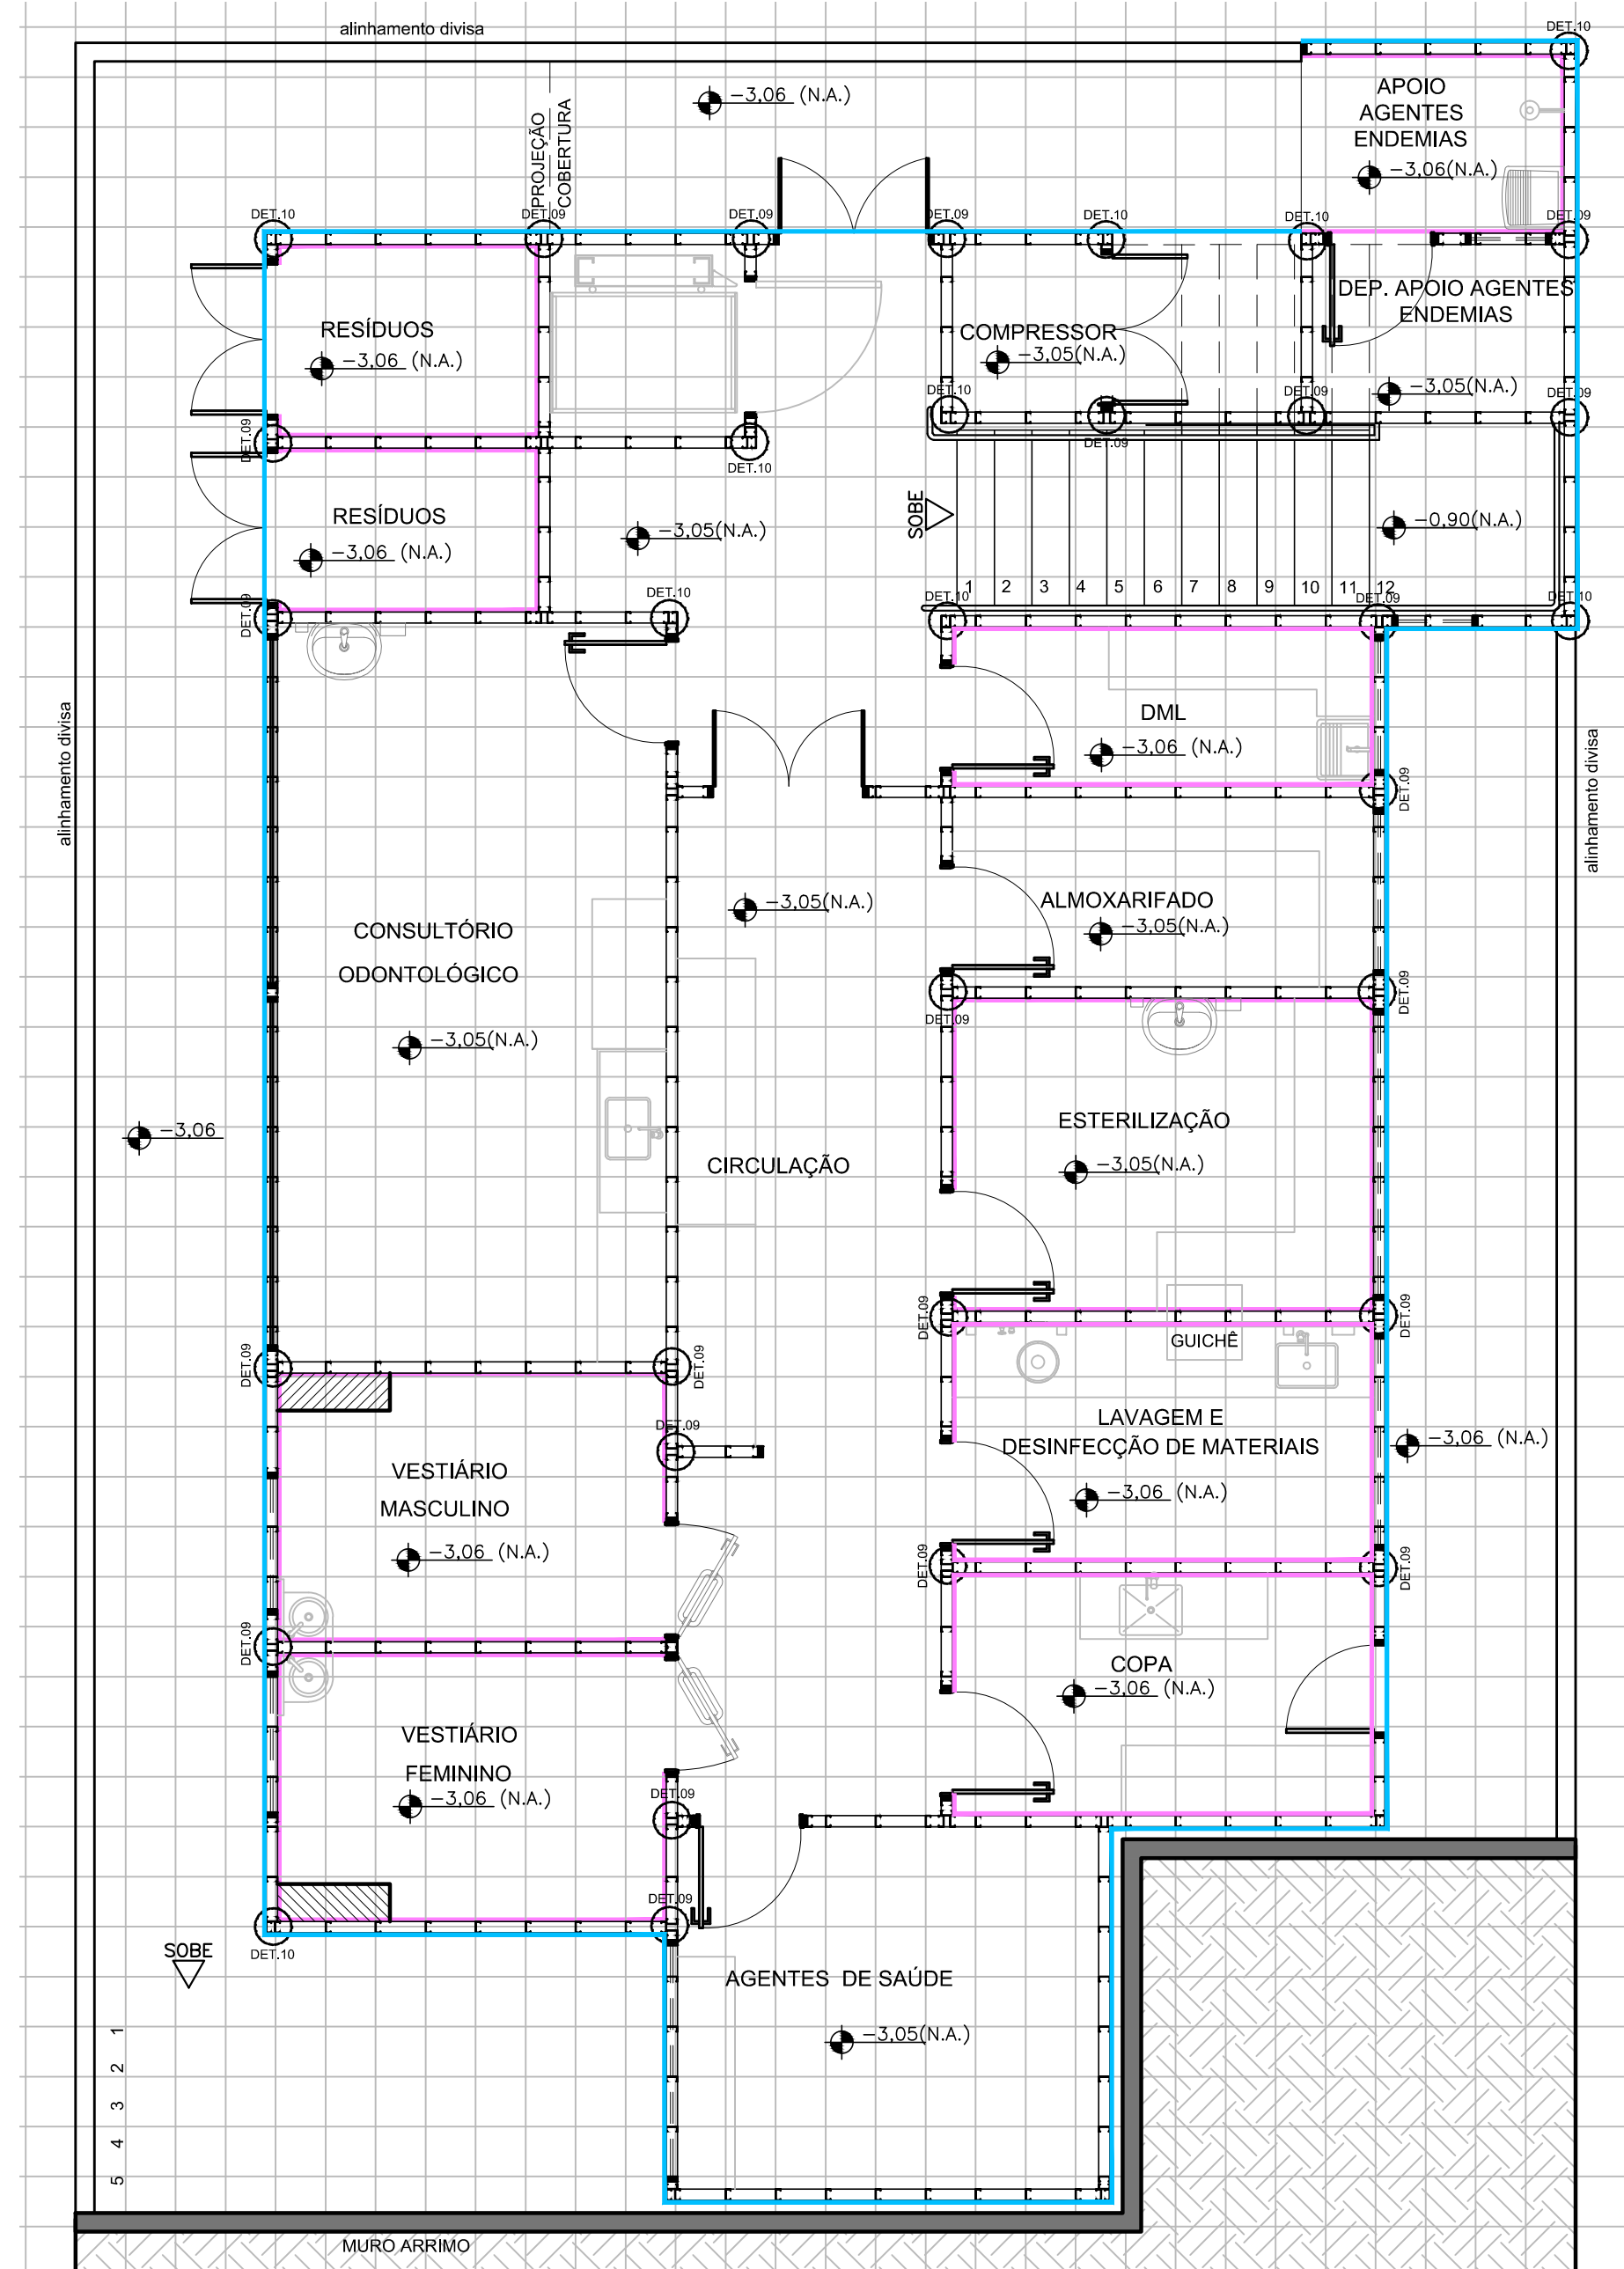 alinhamento divisa
DET.10
APOIO
AGENTES
ENDEMIAS
−3,06 (N.A.)
−3,06(N.A.)
PROJEÇÃO
COBERTURA
DET.10
DET.09
DET.09
DET.09
DET.10
DET.10
DET.09
DEP. APOIO AGENTES
ENDEMIAS
RESÍDUOS
−3,06 (N.A.)
COMPRESSOR
−3,05(N.A.)
−3,05(N.A.)
DET.10
DET.09
DET.09
DET.09
DET.09
DET.10
RESÍDUOS
−3,06 (N.A.)
−3,05(N.A.)
SOBE
−0,90(N.A.)
1 2 3 4 5 6 7 8 9 10 11 12
DET.09
DET.10
DET.10
DET.09
DET.10
DML
−3,06 (N.A.)
DET.09
alinhamento divisa
alinhamento divisa
CONSULTÓRIO
ODONTOLÓGICO
−3,05(N.A.)
−3,05(N.A.)
ALMOXARIFADO
−3,05(N.A.)
DET.09
DET.09
−3,06
CIRCULAÇÃO
ESTERILIZAÇÃO
−3,05(N.A.)
DET.09
DET.09
GUICHÊ
DET.09
DET.09
DET.09
LAVAGEM E
DESINFECÇÃO DE MATERIAIS
−3,06 (N.A.)
−3,06 (N.A.)
VESTIÁRIO
MASCULINO
−3,06 (N.A.)
DET.09
DET.09
DET.09
COPA
−3,06 (N.A.)
VESTIÁRIO
FEMININO
−3,06 (N.A.)
DET.09
DET.09
DET.10
SOBE
AGENTES DE SAÚDE
−3,05(N.A.)
1
2
3
4
5
MURO ARRIMO